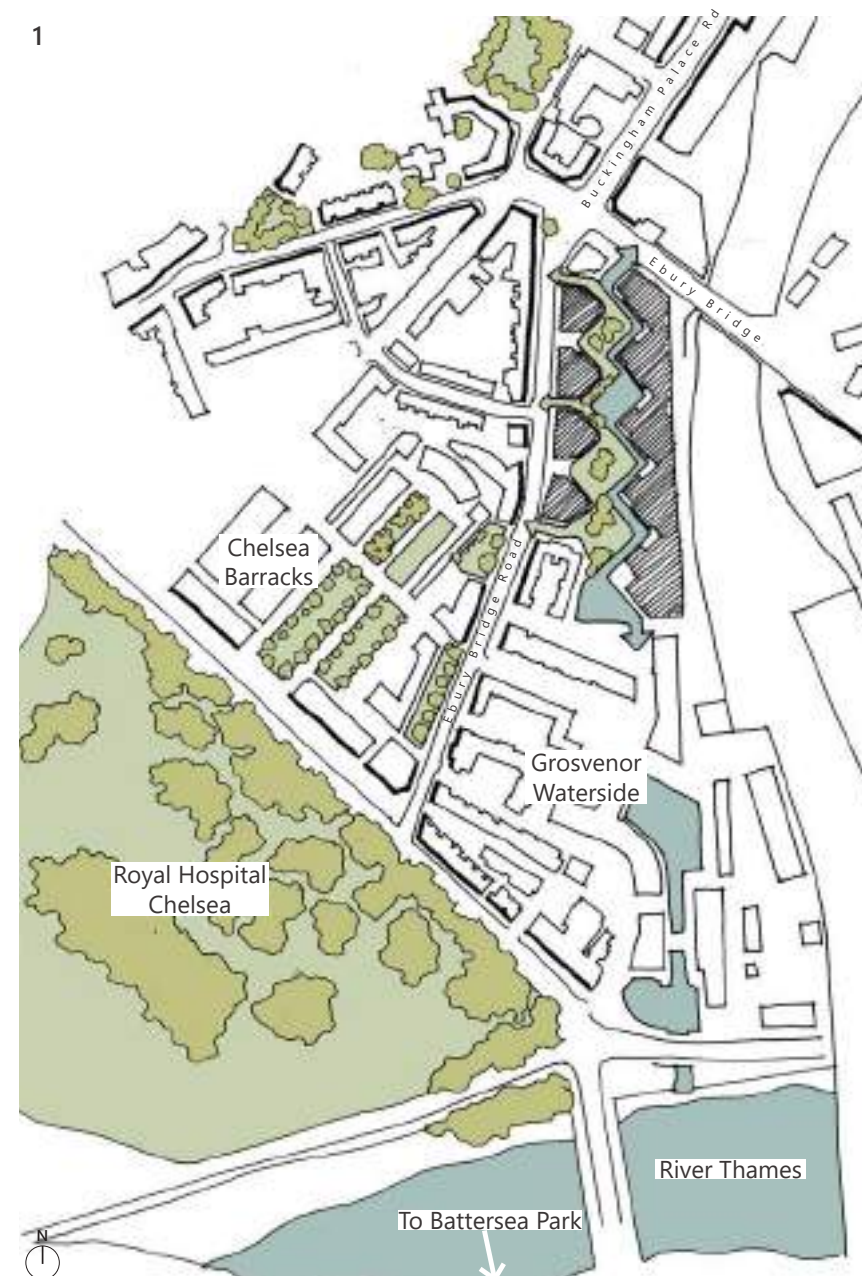 1
Buckingham Palace Rd
Ebury Bridge
Chelsea
Barracks
Ebury Bridge Road
Grosvenor
Waterside
Royal Hospital
Chelsea
River Thames
To Battersea Park
N